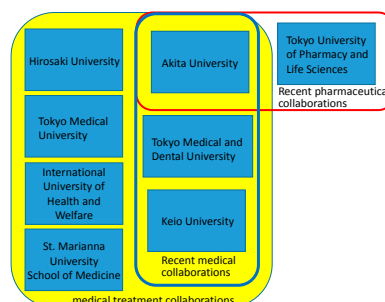 Hirosaki University
Akita University
Tokyo University
of Pharmacy and
Life Sciences
Recent pharmaceutical
collaborations
Tokyo Medical
University
Tokyo Medical and
Dental University
International
University of
Health and
Welfare
Keio University
St. Marianna
University
School of Medicine
Recent medical
collaborations
medical treatment collaborations